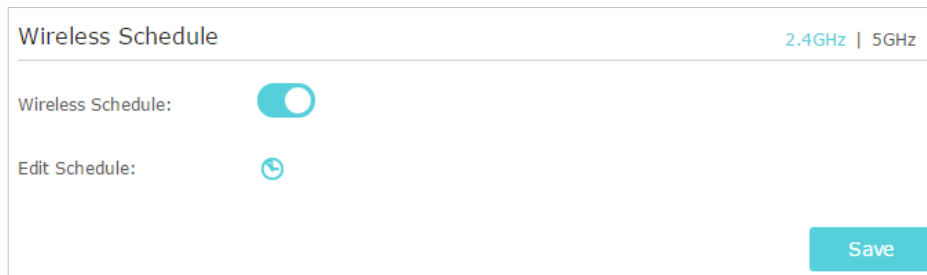 Wireless Schedule
2.4GHz | 5GHz
Wireless Schedule:
Edit Schedule:
Save